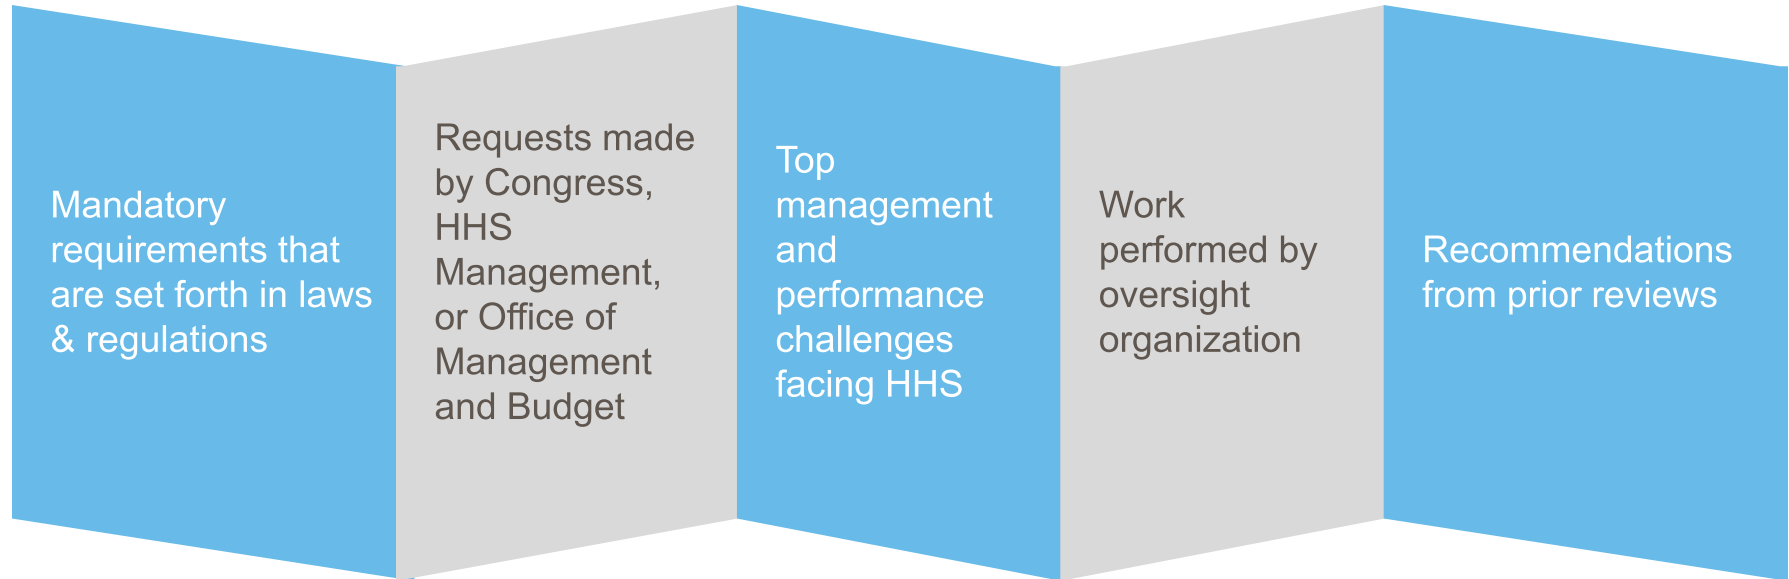 Mandatory
requirements that
are set forth in laws
& regulations
Requests made
by Congress,
HHS
Management,
or Office of
Management
and Budget
Top
management
and
performance
challenges
facing HHS
Work
performed by
oversight
organization
Recommendations
from prior reviews